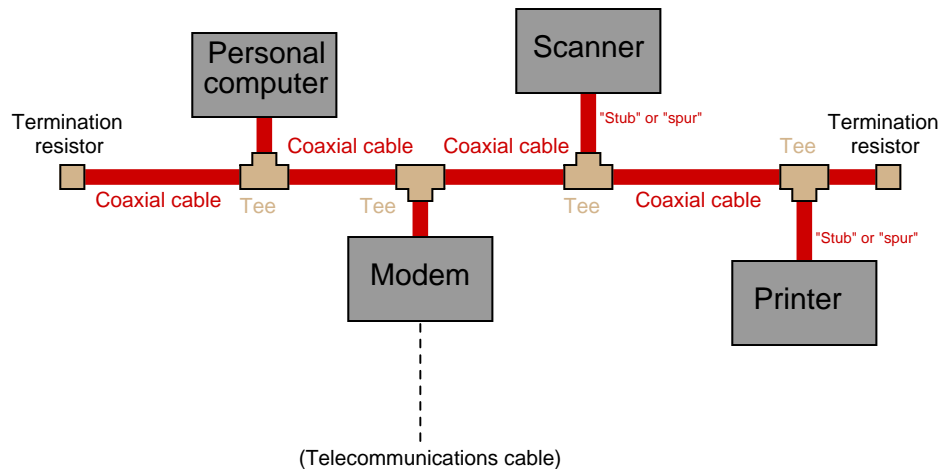 Personal
computer
Scanner
Termination
resistor
"Stub" or "spur"
Termination
resistor
Coaxial cable
Coaxial cable
Tee
Coaxial cable
Tee
Tee
Tee
Coaxial cable
"Stub" or "spur"
Modem
Printer
(Telecommunications cable)